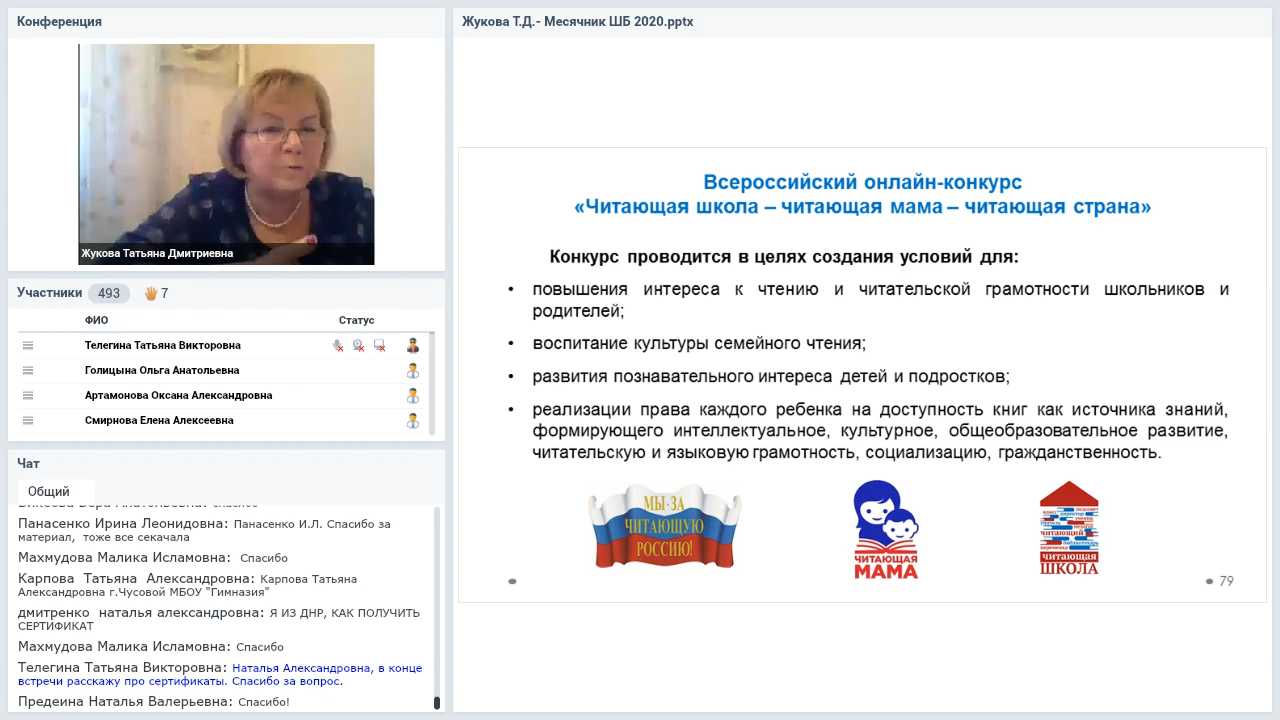 Конференция
Жукова Татьяна Дмитриевна
Участники 493 7
ФИО Статус
Телегина Татьяна Викторовна
Голицына Ольга Анатольевна
Артамонова Оксана Александровна
Смирнова Елена Алексеевна
Чат
Общий
Панасенко Ирина Леонидовна: Панасенко И.Л. Спасибо за
материал, тоже все секачала
Махмудова Малика Исламовна: Спасибо
Карпова Татьяна Александровна: Карпова Татьяна
Александровна г.Чусовой МБОУ "Гимназия"
дмитренко наталья александровна: Я ИЗ ДНР, КАК ПОЛУЧИТЬ
СЕРТИФИКАТ
Махмудова Малика Исламовна: Спасибо
Телегина Татьяна Викторовна: Наталья Александровна, в конце
встречи расскажу про сертификаты. Спасибо за вопрос.
Предеина Наталья Валерьевна: Спасибо!
Жукова Т.Д.- Месячник ШБ 2020.pptx
Всероссийский онлайн-конкурс
«Читающая школа – читающая мама – читающая страна»
Конкурс проводится в целях создания условий для:
• повышения интереса к чтению и читательской грамотности школьников и
родителей;
• воспитание культуры семейного чтения;
• развития познавательного интереса детей и подростков;
• реализации права каждого ребенка на доступность книг как источника знаний,
формирующего интеллектуальное, культурное, общеобразовательное развитие,
читательскую и языковую грамотность, социализацию, гражданственность.
МЫ-ЗА
ЧИТАЮЩУЮ
РОССИЮ!
ЧИТАЮЩАЯ
МАМА
читающая
ШКОЛА
79